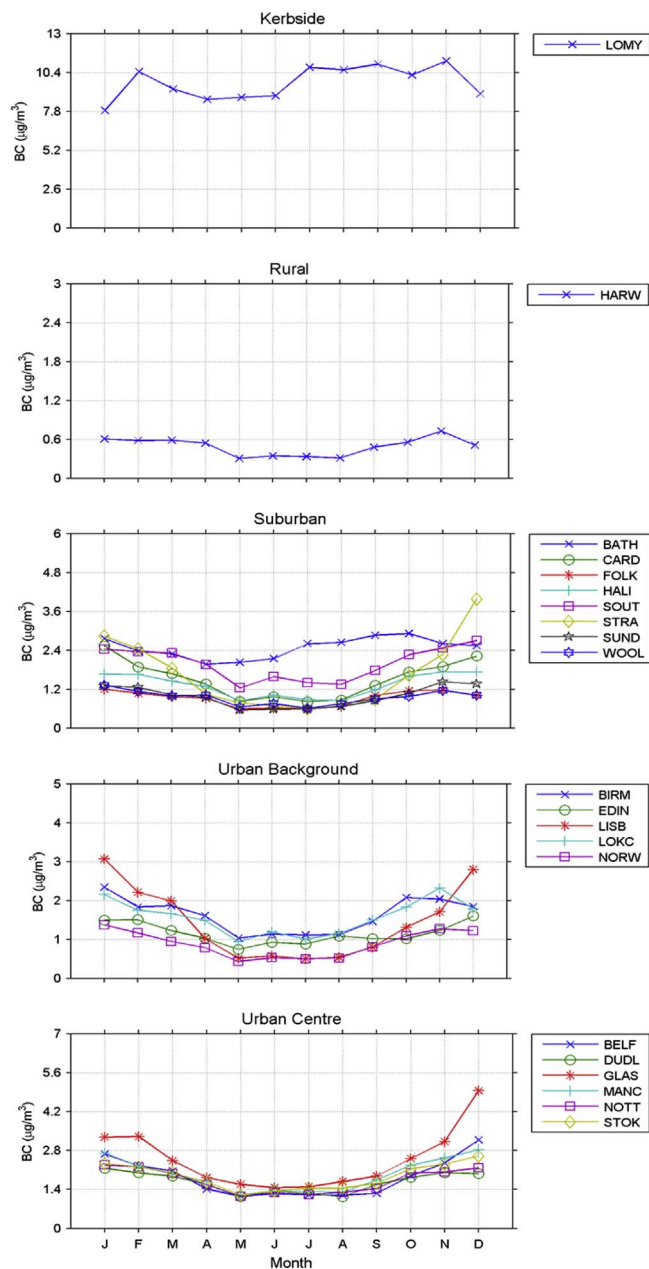 Kerbside
13
10.4
7.8
5.2
2.6
0
BC (μg/m³)
LOMY
Rural
3
2.4
1.8
1.2
0.6
0
BC (μg/m³)
HARW
Suburban
6
4.8
3.6
2.4
1.2
0
BC (μg/m³)
BATH
CARD
FOLK
HALI
SOUT
STRA
SUND
WOOL
Urban Background
5
4
3
2
1
0
BC (μg/m³)
BIRM
EDIN
LISB
LOKC
NORW
Urban Centre
7
5.6
4.2
2.8
1.4
0
BC (μg/m³)
BELF
DUDL
GLAS
MANC
NOTT
STOK
J F M A M J J A S O N D
Month